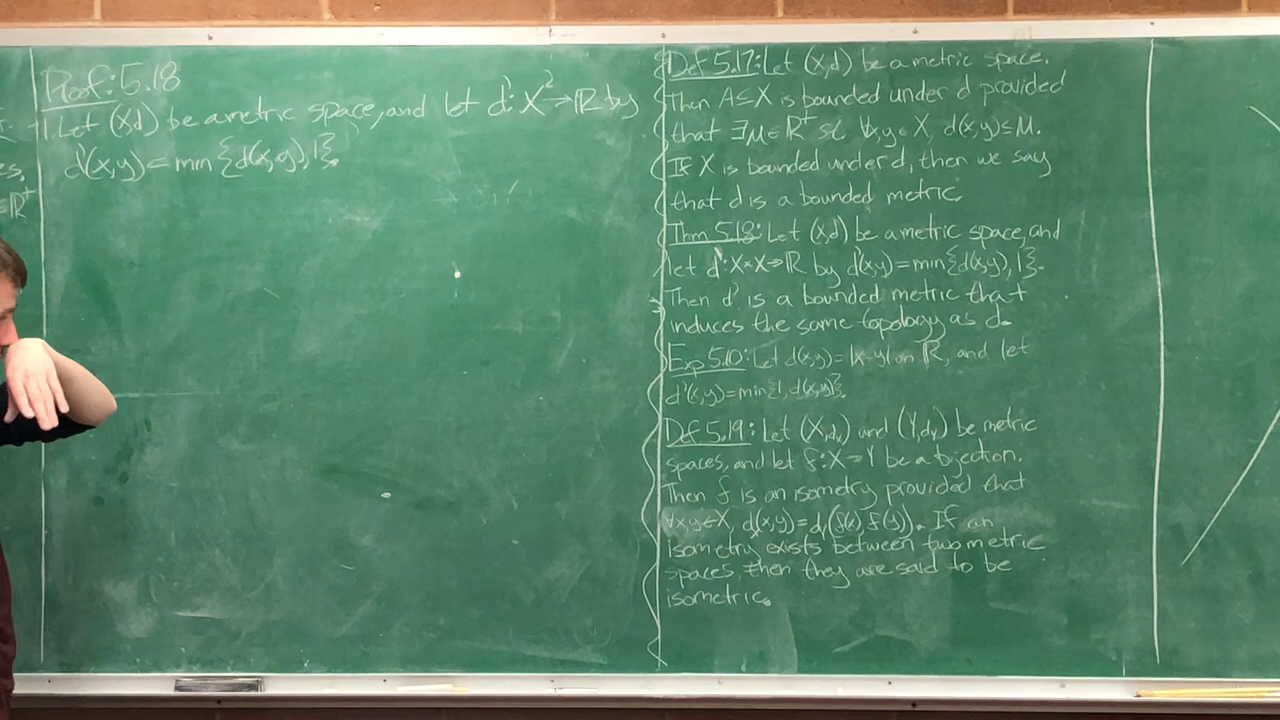 Proof: 5.18
1. Let (X,d) be a metric space, and let d': X² → ℝ by
d'(x,y) = min {d(x,y), 1}.
es,
∈ℝ⁺
Def 5.17: Let (X,d) be a metric space.
Then A ⊆ X is bounded under d provided
that ∃M ∈ ℝ⁺ st ∀x,y ∈ X, d(x,y) ≤ M.
If X is bounded under d, then we say
that d is a bounded metric.
Thm 5.18: Let (X,d) be a metric space, and
let d': X×X → ℝ by d'(x,y) = min{d(x,y), 1}.
Then d' is a bounded metric that
induces the same topology as d.
Exp 5.10: Let d(x,y) = |x-y| on ℝ, and let
d'(x,y) = min{1, d(x,y)}.
Def 5.19: Let (X,dₓ) and (Y,dᵧ) be metric
spaces, and let f: X → Y be a bijection.
Then f is an isometry provided that
∀x,y ∈ X, dₓ(x,y) = dᵧ(f(x), f(y)). If an
isometry exists between two metric
spaces, then they are said to be
isometric.